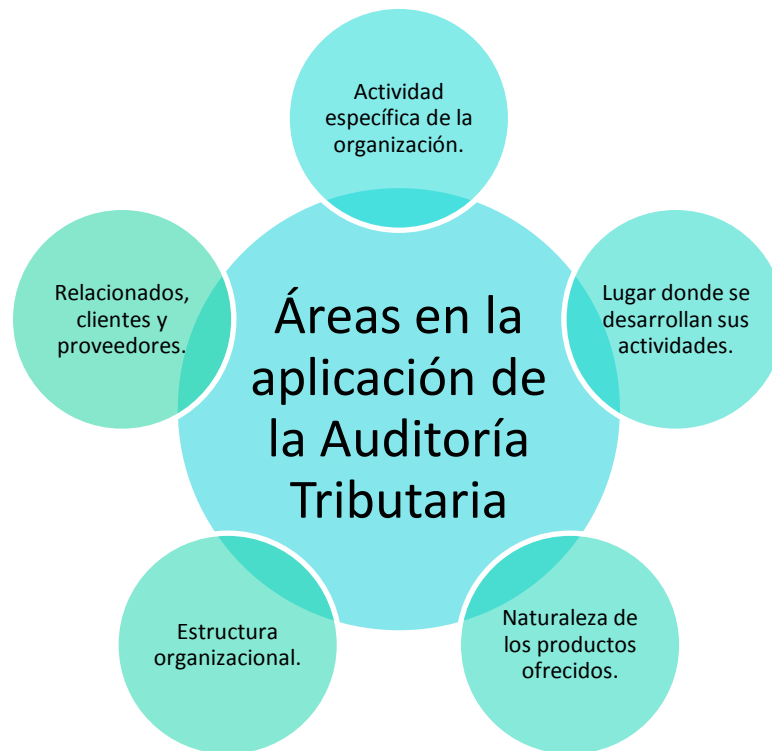 Actividad
específica de la
organización.
Relacionados,
clientes y
proveedores.
Áreas en la
aplicación de
la Auditoría
Tributaria
Lugar donde se
desarrollan sus
actividades.
Estructura
organizacional.
Naturaleza de
los productos
ofrecidos.